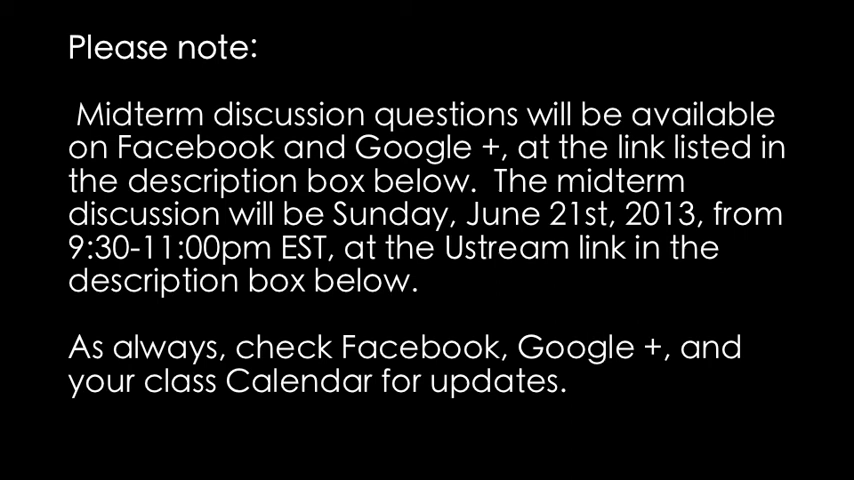 Please note:
Midterm discussion questions will be available
on Facebook and Google +, at the link listed in
the description box below. The midterm
discussion will be Sunday, June 21st, 2013, from
9:30-11:00pm EST, at the Ustream link in the
description box below.
As always, check Facebook, Google +, and
your class Calendar for updates.